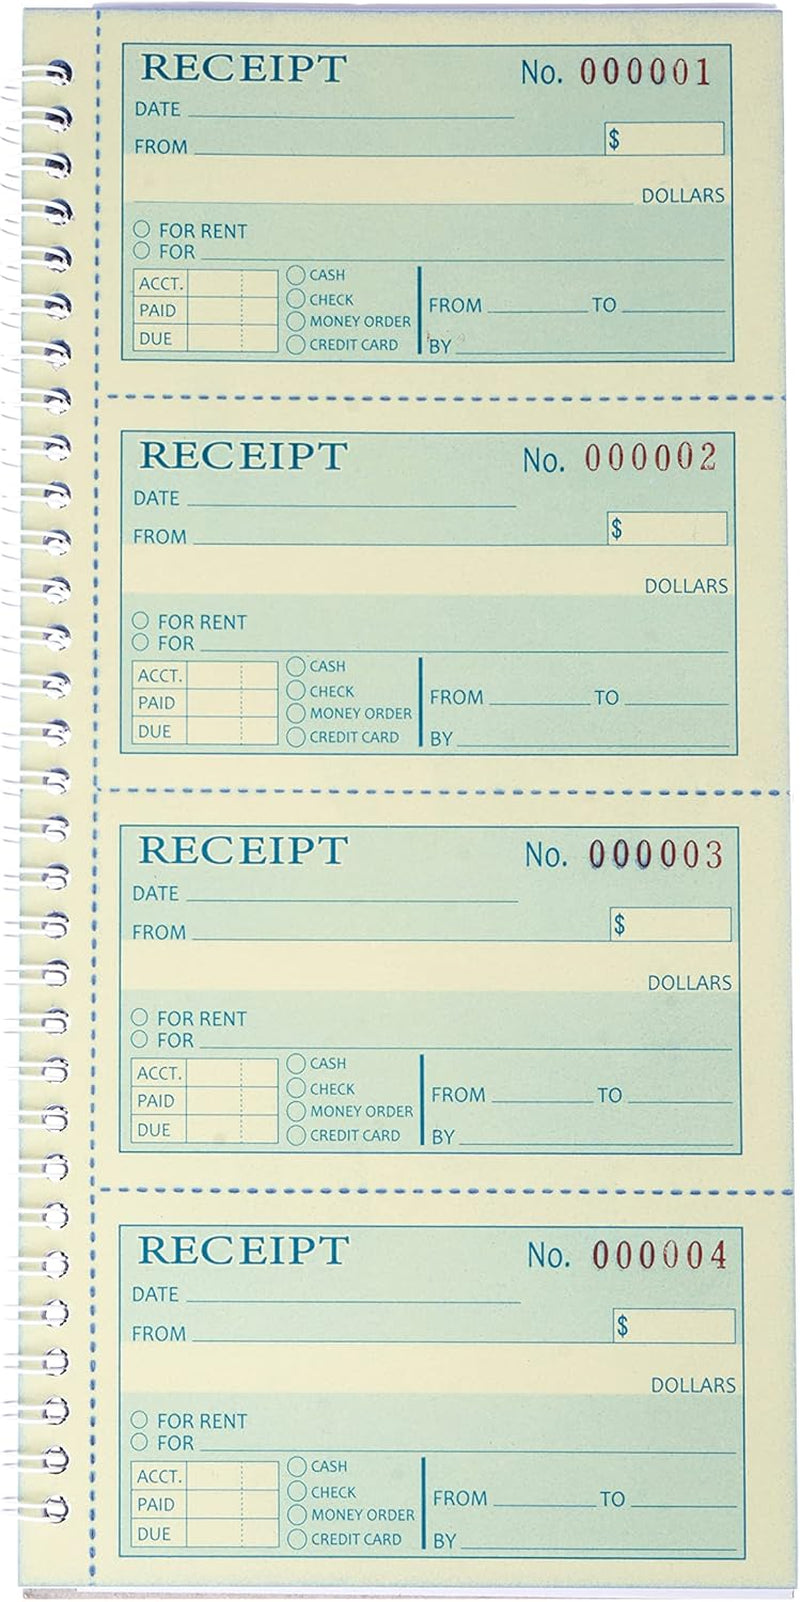 RECEIPT No. 000001
DATE
FROM $
DOLLARS
FOR RENT
FOR
ACCT. CASH
PAID CHECK FROM TO
MONEY ORDER
DUE CREDIT CARD BY
RECEIPT No. 000002
DATE
FROM $
DOLLARS
FOR RENT
FOR
ACCT. CASH
PAID CHECK FROM TO
MONEY ORDER
DUE CREDIT CARD BY
RECEIPT No. 000003
DATE
FROM $
DOLLARS
FOR RENT
FOR
ACCT. CASH
PAID CHECK FROM TO
MONEY ORDER
DUE CREDIT CARD BY
RECEIPT No. 000004
DATE
FROM $
DOLLARS
FOR RENT
FOR
ACCT. CASH
PAID CHECK FROM TO
MONEY ORDER
DUE CREDIT CARD BY